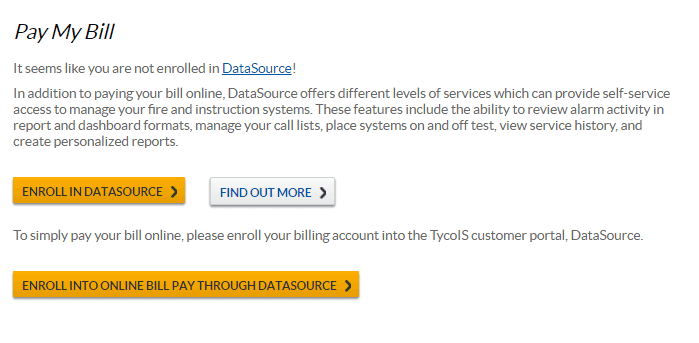 Pay My Bill
It seems like you are not enrolled in DataSource!
In addition to paying your bill online, DataSource offers different levels of services which can provide self-service
access to manage your fire and instruction systems. These features include the ability to review alarm activity in
report and dashboard formats, manage your call lists, place systems on and off test, view service history, and
create personalized reports.
ENROLL IN DATASOURCE
FIND OUT MORE
To simply pay your bill online, please enroll your billing account into the TycoIS customer portal, DataSource.
ENROLL INTO ONLINE BILL PAY THROUGH DATASOURCE